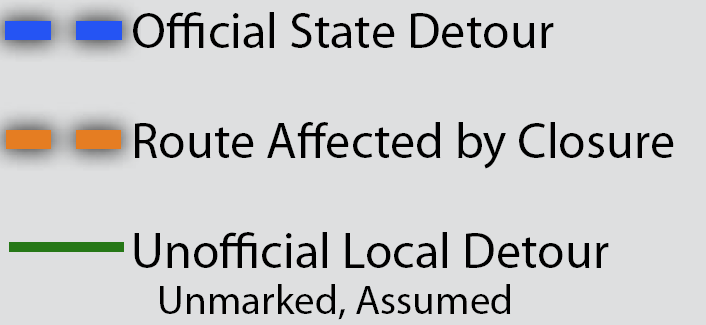 Official State Detour
Route Affected by Closure
Unofficial Local Detour
Unmarked, Assumed